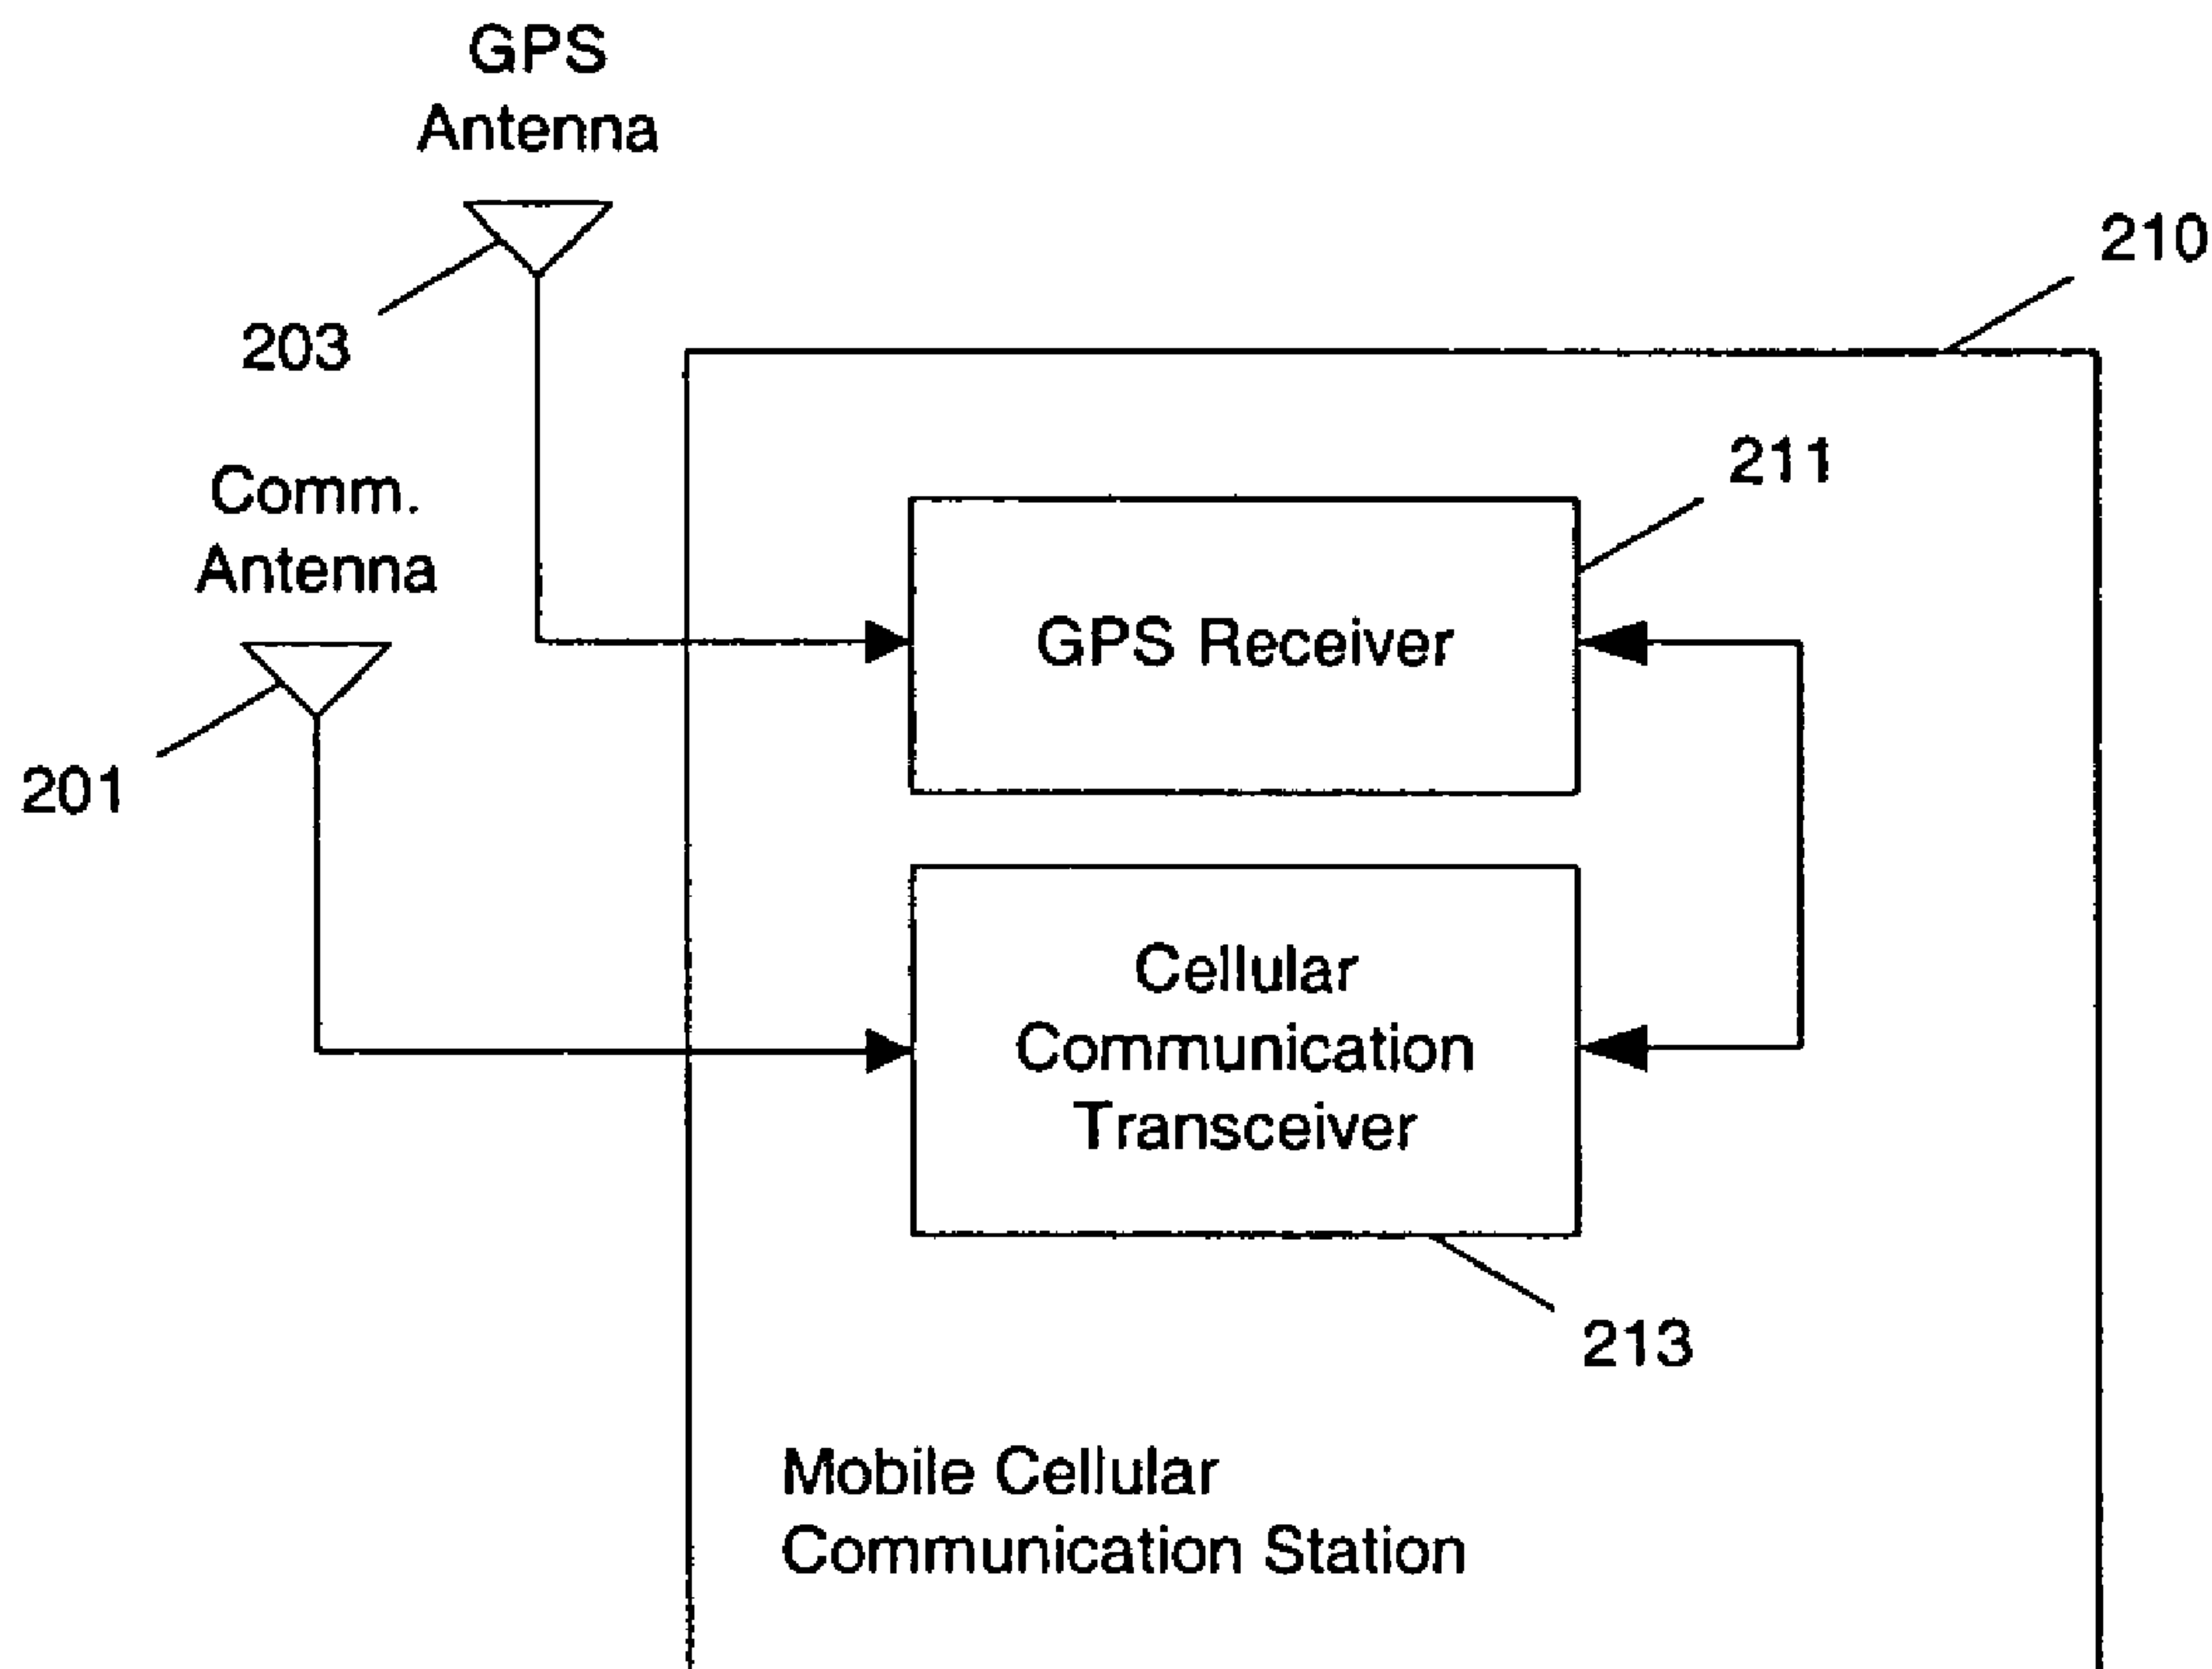 GPS
Antenna
203
210
Comm.
Antenna
211
GPS Receiver
201
Cellular
Communication
Transceiver
213
Mobile Cellular
Communication Station